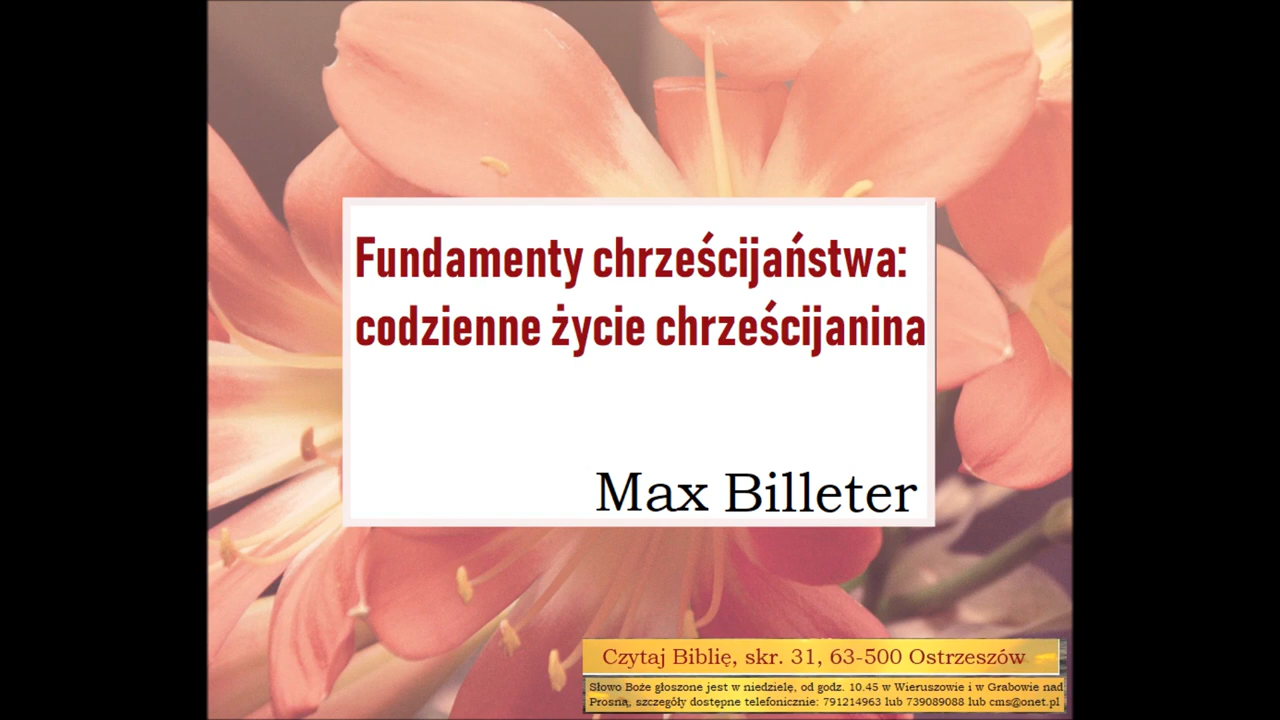 Fundamenty chrześcijaństwa:
codzienne życie chrześcijanina
Max Billeter
Czytaj Biblię, skr. 31, 63-500 Ostrzeszów
Słowo Boże głoszone jest w niedzielę, od godz. 10.45 w Wieruszowie i w Grabowie nad
Prosną, szczegóły dostępne telefonicznie: 791214963 lub 739089088 lub cms@onet.pl